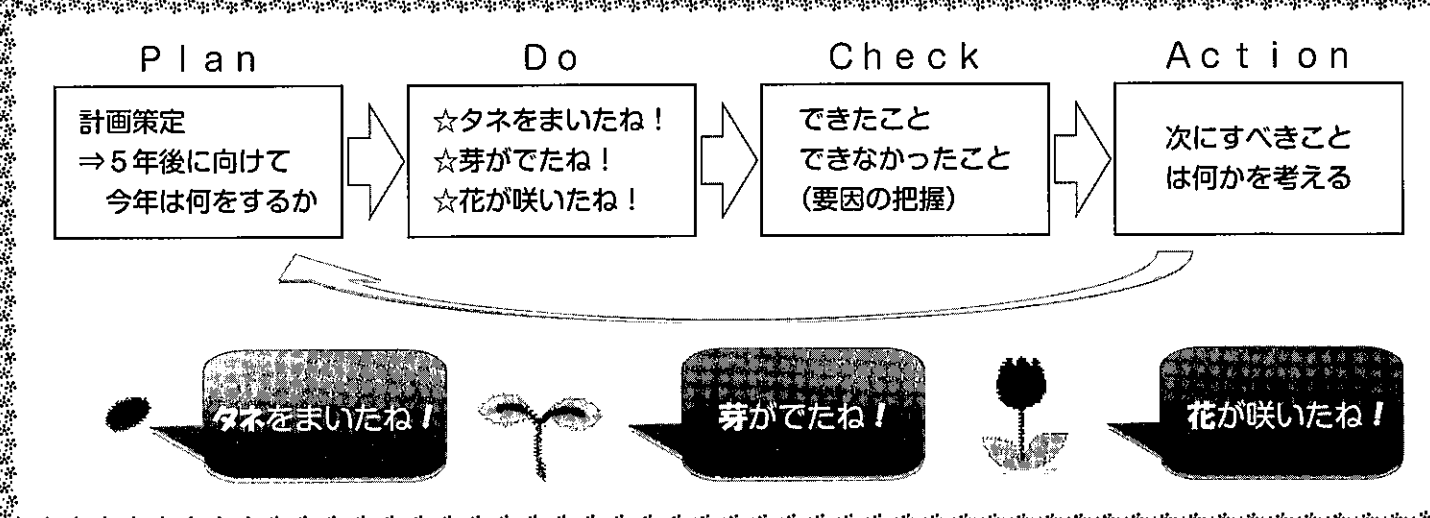 Plan
計画策定
⇒5年後に向けて
今年は何をするか
Do
☆タネをまいたね!
☆芽がでたね!
☆花が咲いたね!
Check
できたこと
できなかったこと
(要因の把握)
Action
次にすべきこと
は何かを考える
タネをまいたね!
芽がでたね!
花が咲いたね!